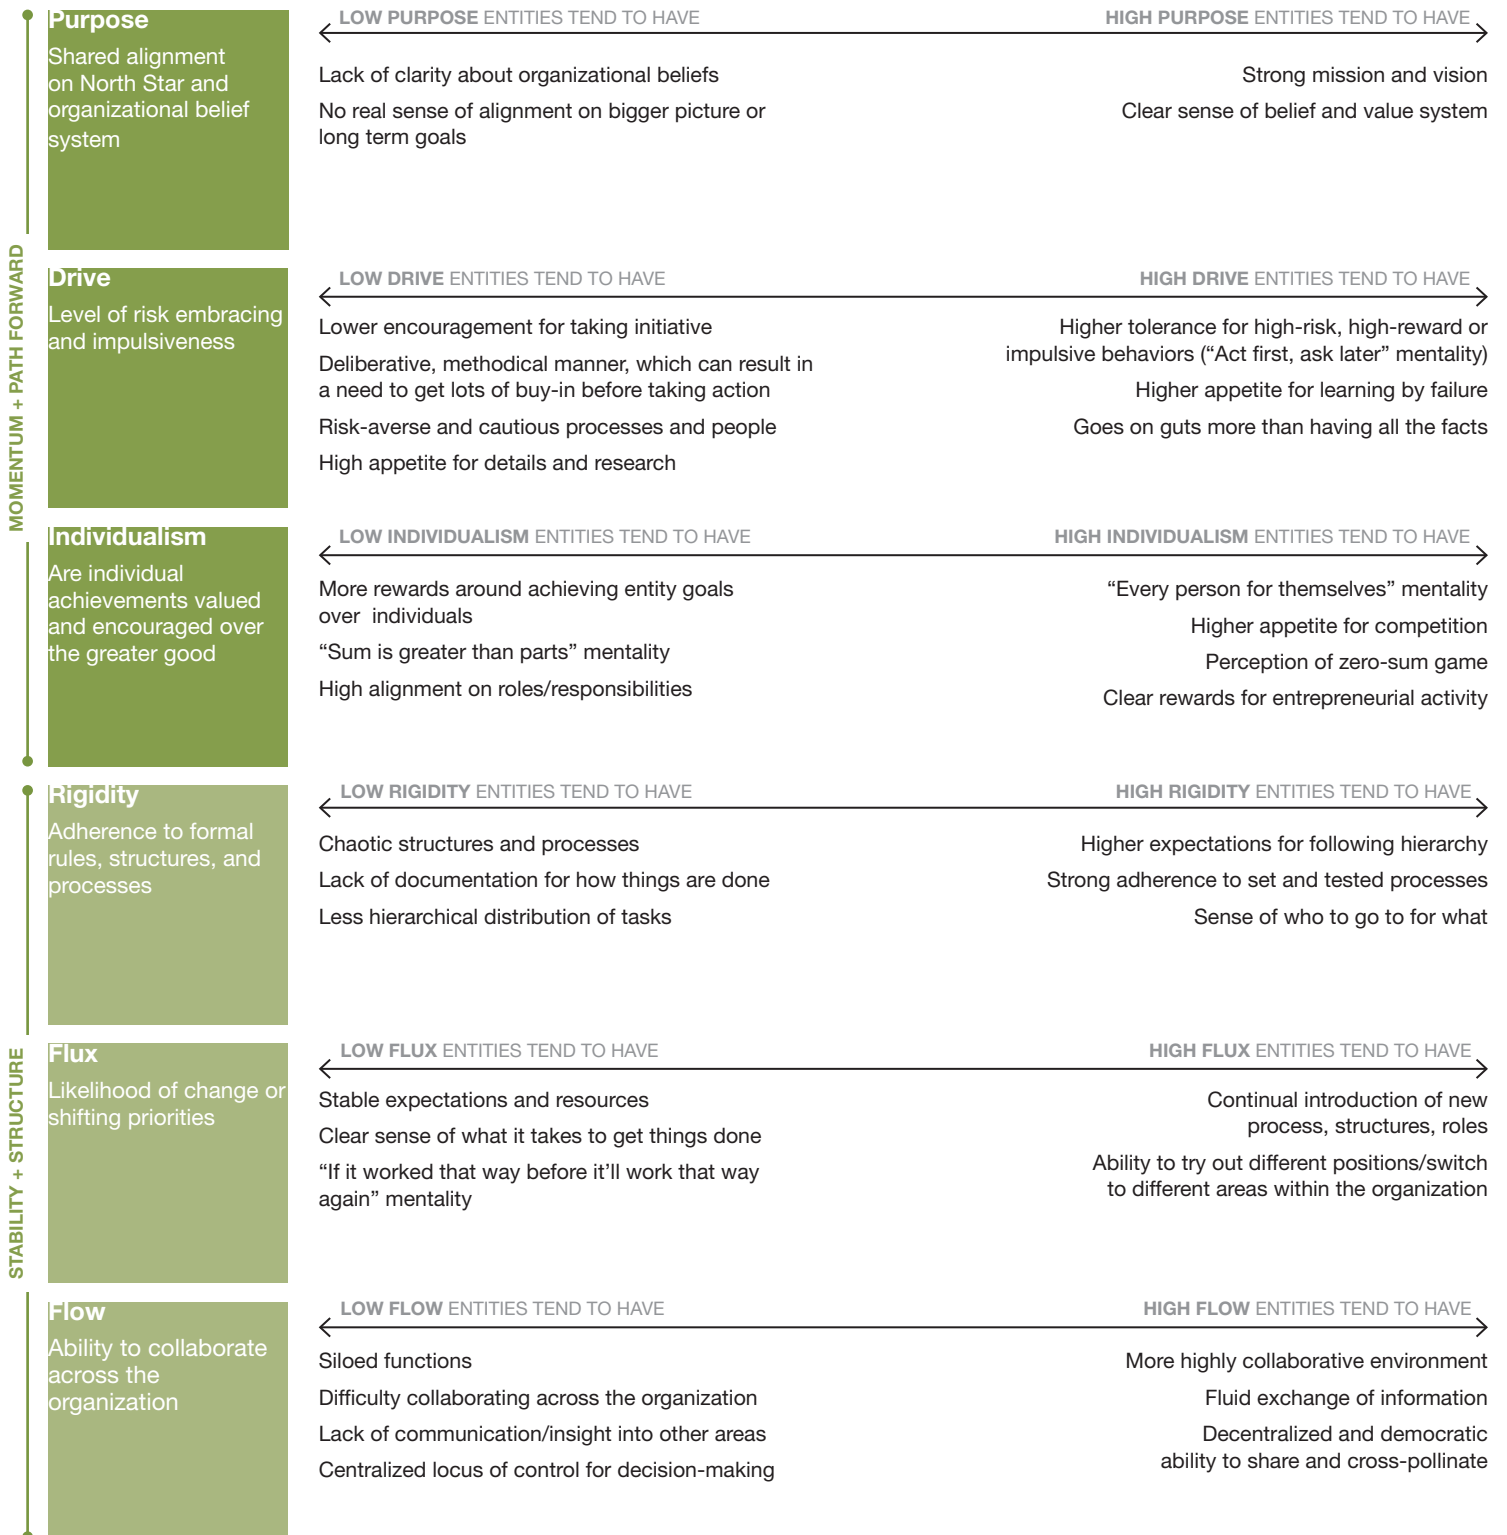 MOMENTUM + PATH FORWARD
Purpose
Shared alignment
on North Star and
organizational belief
system
LOW PURPOSE ENTITIES TEND TO HAVE
HIGH PURPOSE ENTITIES TEND TO HAVE
Lack of clarity about organizational beliefs
No real sense of alignment on bigger picture or
long term goals
Strong mission and vision
Clear sense of belief and value system
Drive
Level of risk embracing
and impulsiveness
LOW DRIVE ENTITIES TEND TO HAVE
HIGH DRIVE ENTITIES TEND TO HAVE
Lower encouragement for taking initiative
Deliberative, methodical manner, which can result in
a need to get lots of buy-in before taking action
Risk-averse and cautious processes and people
High appetite for details and research
Higher tolerance for high-risk, high-reward or
impulsive behaviors (“Act first, ask later” mentality)
Higher appetite for learning by failure
Goes on guts more than having all the facts
Individualism
Are individual
achievements valued
and encouraged over
the greater good
LOW INDIVIDUALISM ENTITIES TEND TO HAVE
HIGH INDIVIDUALISM ENTITIES TEND TO HAVE
More rewards around achieving entity goals
over individuals
“Sum is greater than parts” mentality
High alignment on roles/responsibilities
“Every person for themselves” mentality
Higher appetite for competition
Perception of zero-sum game
Clear rewards for entrepreneurial activity
STABILITY + STRUCTURE
Rigidity
Adherence to formal
rules, structures, and
processes
LOW RIGIDITY ENTITIES TEND TO HAVE
HIGH RIGIDITY ENTITIES TEND TO HAVE
Chaotic structures and processes
Lack of documentation for how things are done
Less hierarchical distribution of tasks
Higher expectations for following hierarchy
Strong adherence to set and tested processes
Sense of who to go to for what
Flux
Likelihood of change or
shifting priorities
LOW FLUX ENTITIES TEND TO HAVE
HIGH FLUX ENTITIES TEND TO HAVE
Stable expectations and resources
Clear sense of what it takes to get things done
“If it worked that way before it’ll work that way
again” mentality
Continual introduction of new
process, structures, roles
Ability to try out different positions/switch
to different areas within the organization
Flow
Ability to collaborate
across the
organization
LOW FLOW ENTITIES TEND TO HAVE
HIGH FLOW ENTITIES TEND TO HAVE
Siloed functions
Difficulty collaborating across the organization
Lack of communication/insight into other areas
Centralized locus of control for decision-making
More highly collaborative environment
Fluid exchange of information
Decentralized and democratic
ability to share and cross-pollinate